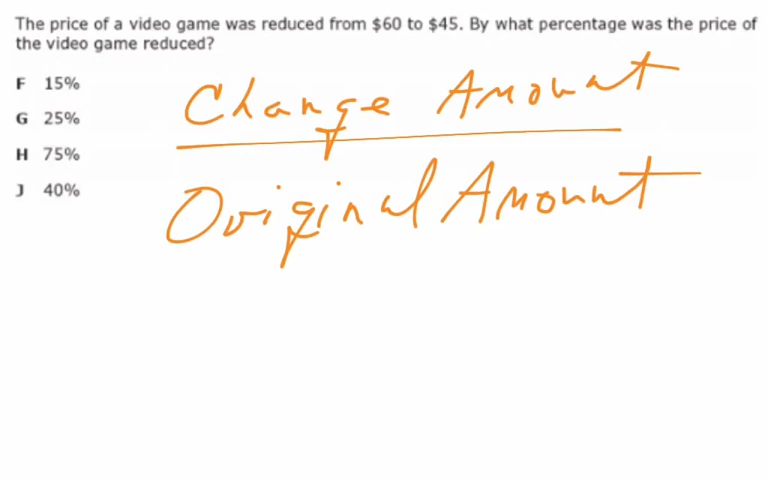 The price of a video game was reduced from $60 to $45. By what percentage was the price of
the video game reduced?
F 15%
G 25%
H 75%
J 40%
Change Amount
Original Amount